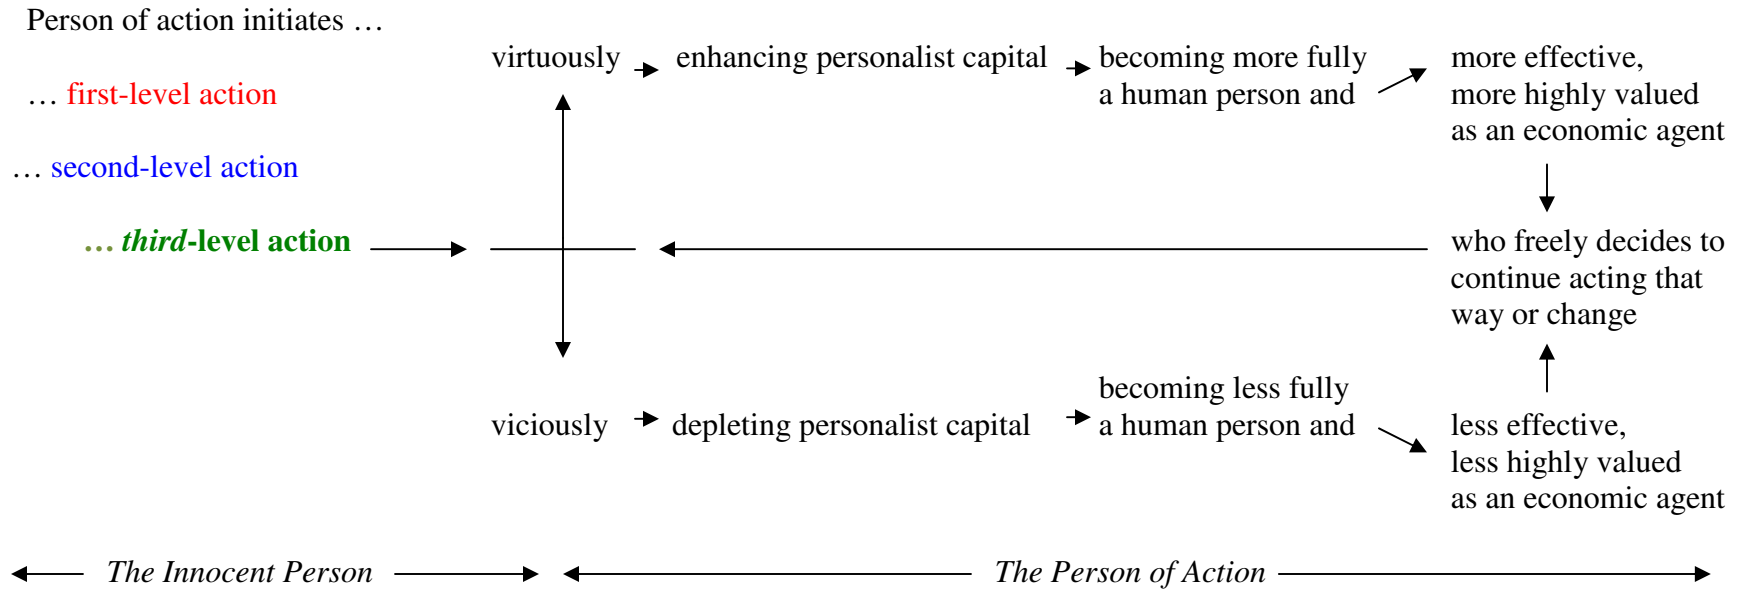 Person of action initiates …
… first-level action
… second-level action
… third-level action
virtuously
enhancing personalist capital
becoming more fully
a human person and
more effective,
more highly valued
as an economic agent
who freely decides to
continue acting that
way or change
viciously
depleting personalist capital
becoming less fully
a human person and
less effective,
less highly valued
as an economic agent
The Innocent Person
The Person of Action